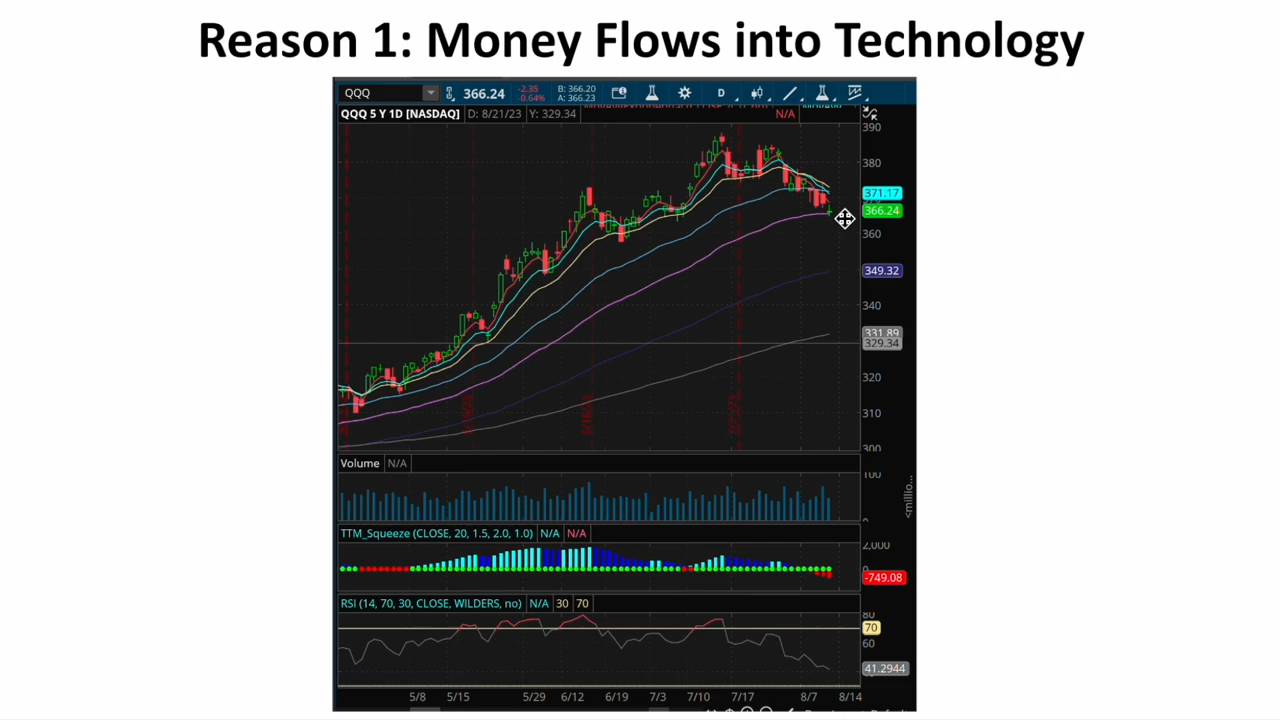 Reason 1: Money Flows into Technology
QQQ 366.24 -2.35 -0.64% B: 366.20 A: 366.23 D
QQQ 5 Y 1D [NASDAQ] D: 8/21/23 Y: 329.34 N/A
390
380
371.17
366.24
360
349.32
340
331.89
329.34
320
310
300
Volume N/A
100
<millio...
TTM_Squeeze (CLOSE, 20, 1.5, 2.0, 1.0) N/A N/A
2,000
0
-749.08
RSI (14, 70, 30, CLOSE, WILDERS, no) N/A 30 70
80
70
60
41.2944
5/8 5/15 5/29 6/12 6/19 7/3 7/10 7/17 8/7 8/14